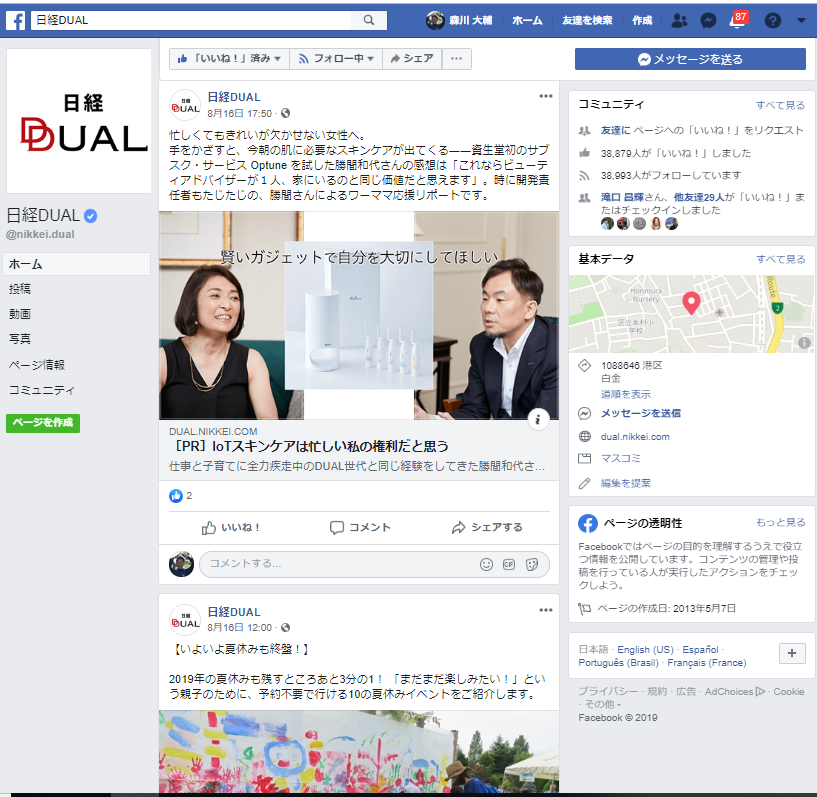 日経DUAL
森川 大輔
ホーム
友達を検索
作成
87
日経
DUAL
日経DUAL
@nikkei.dual
ホーム
投稿
動画
写真
ページ情報
コミュニティ
ページを作成
「いいね！」済み
フォロー中
シェア
...
メッセージを送る
日経
DUAL
日経DUAL
8月16日 17:50 ·
忙しくてもきれいが欠かせない女性へ。
手をかざすと、今朝の肌に必要なスキンケアが出てくる——資生堂初のサブ
スク・サービス Optune を試した勝間和代さんの感想は「これならビューテ
ィアドバイザーが１人、家にいるのと同じ価値だと思えます」。時に開発責
任者もたじたじの、勝間さんによるワーママ応援リポートです。
賢いガジェットで自分を大切にしてほしい
DUAL.NIKKEI.COM
［PR］IoTスキンケアは忙しい私の権利だと思う
仕事と子育てに全力疾走中のDUAL世代と同じ経験をしてきた勝間和代さ…
2
いいね！
コメント
シェアする
コメントする...
GIF
日経
DUAL
日経DUAL
8月16日 12:00 ·
【いよいよ夏休みも終盤！】
2019年の夏休みも残すところあと3分の1！ 「まだまだ楽しみたい！」とい
う親子のために、予約不要で行ける10の夏休みイベントをご紹介します。
コミュニティ
すべて見る
友達に ページへの「いいね！」をリクエスト
38,879人が「いいね！」しました
38,993人がフォローしています
滝口 昌輝さん、他友達29人が「いいね！」ま
たはチェックインしました
基本データ
すべて見る
Honmura
Nursery
区立本村小
学校
Route
2
1088646 港区
白金
道順を表示
メッセージを送信
dual.nikkei.com
マスコミ
編集を提案
ページの透明性
もっと見る
Facebookではページの目的を理解するうえで役立
つ情報を公開しています。コンテンツの管理や投
稿を行っている人が実行したアクションをチェッ
クしよう。
ページの作成日: 2013年5月7日
日本語 · English (US) · Español ·
Português (Brasil) · Français (France)
プライバシー · 規約 · 広告 · AdChoices · Cookie
· その他
Facebook © 2019